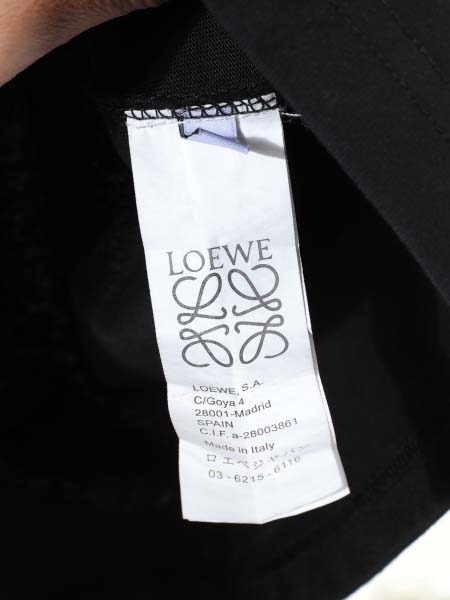 LOEWE
LOEWE, S.A.
C/Goya 4
28001-Madrid
SPAIN
C.I.F. a-28003861
Made in Italy
ロエベジャパン
03-6215-6116